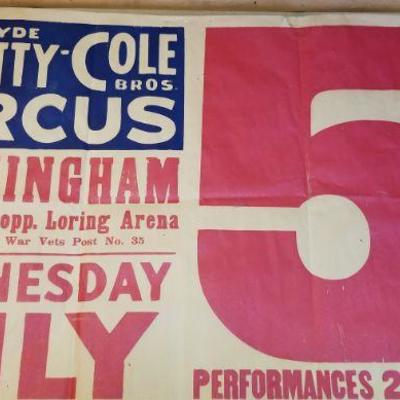 YDE
TTY-COLE
BROS.
RCUS
INGHAM
opp. Loring Arena
War Vets Post No. 35
NESDAY
LY
5
PERFORMANCES 2